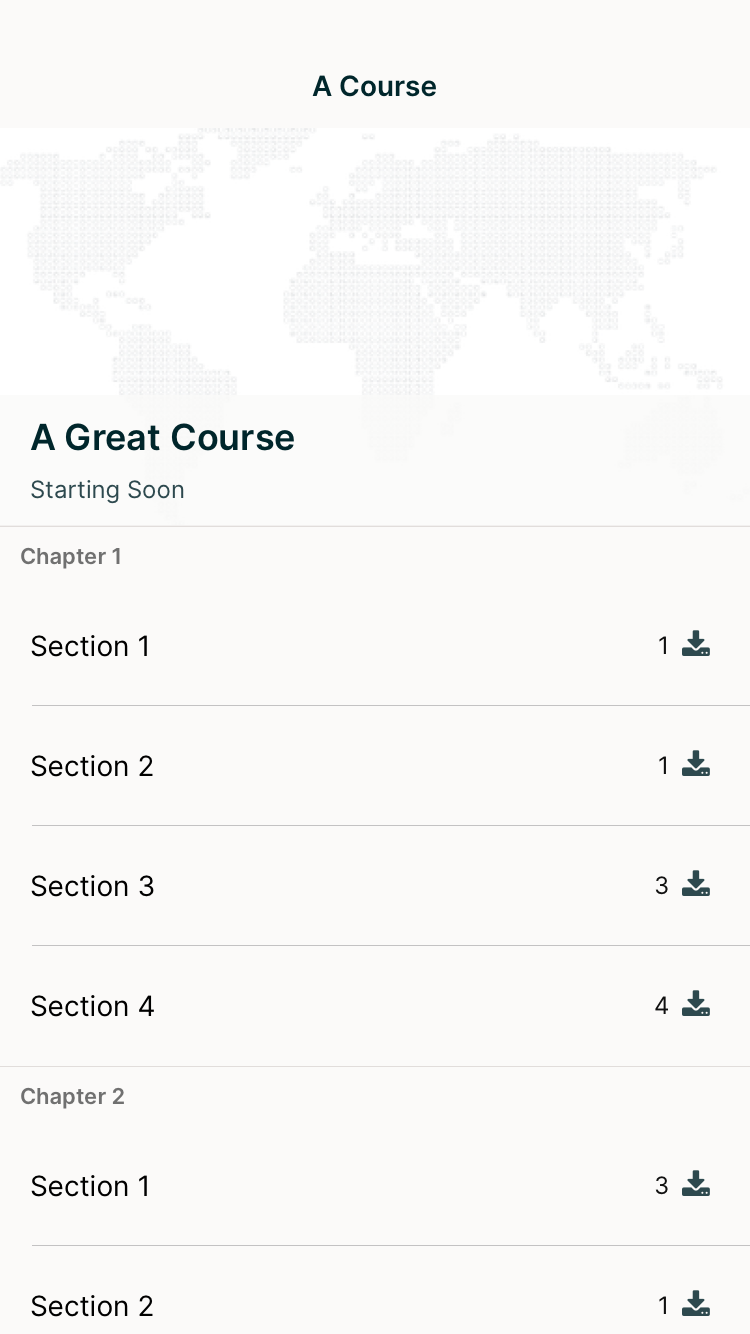 A Course
A Great Course
Starting Soon
Chapter 1
Section 1 1
Section 2 1
Section 3 3
Section 4 4
Chapter 2
Section 1 3
Section 2 1